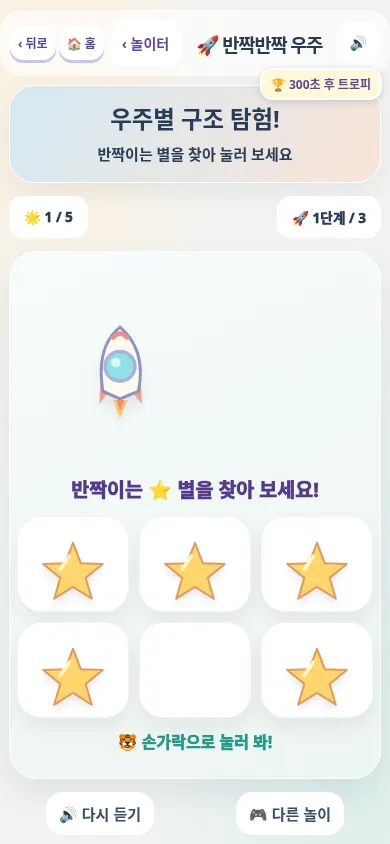 ‹ 뒤로
🏠 홈
‹ 놀이터
🚀 반짝반짝 우주
🔊
🏆 300초 후 트로피
우주별 구조 탐험!
반짝이는 별을 찾아 눌러 보세요
🌟 1 / 5
🚀 1단계 / 3
반짝이는 ⭐ 별을 찾아 보세요!
🐯 손가락으로 눌러 봐!
🔊 다시 듣기
🎮 다른 놀이